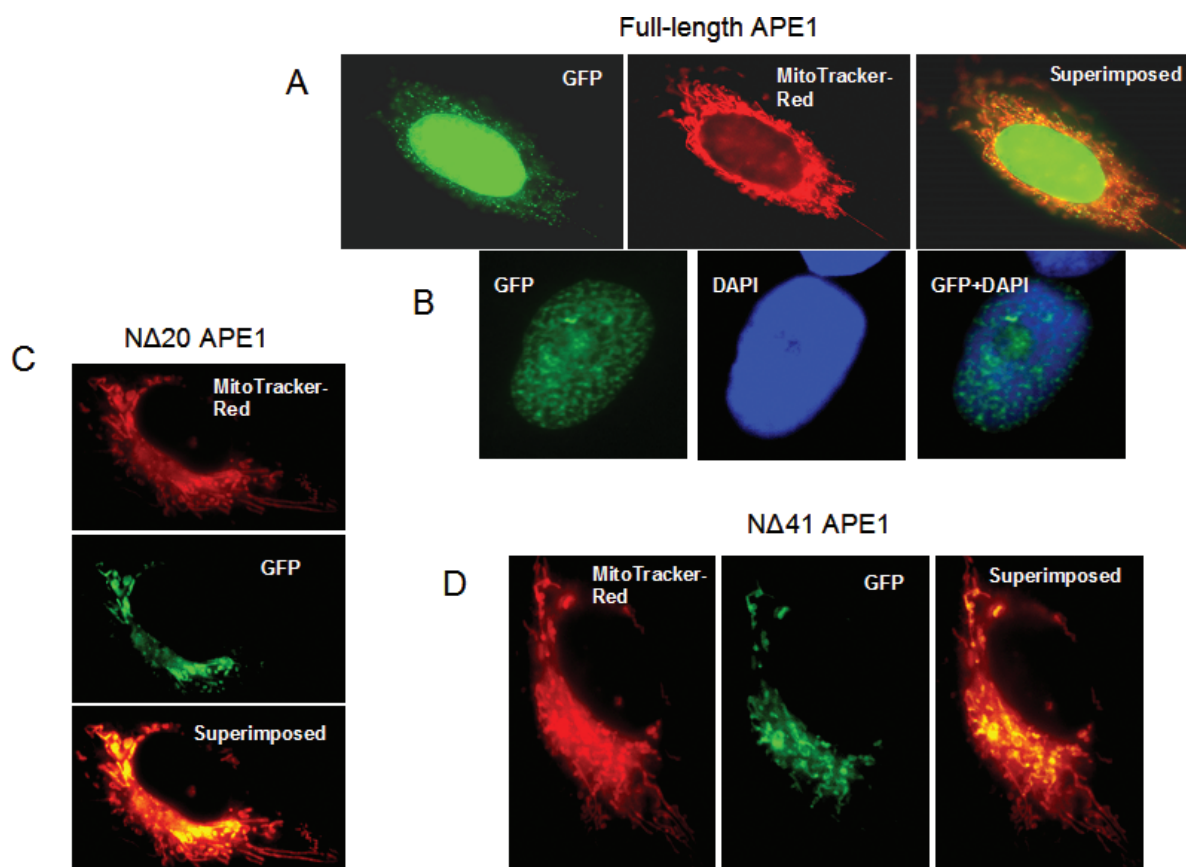 Full-length APE1
A
GFP
MitoTracker-
Red
Superimposed
B
GFP
DAPI
GFP+DAPI
C
NΔ20 APE1
MitoTracker-
Red
GFP
Superimposed
NΔ41 APE1
D
MitoTracker-
Red
GFP
Superimposed